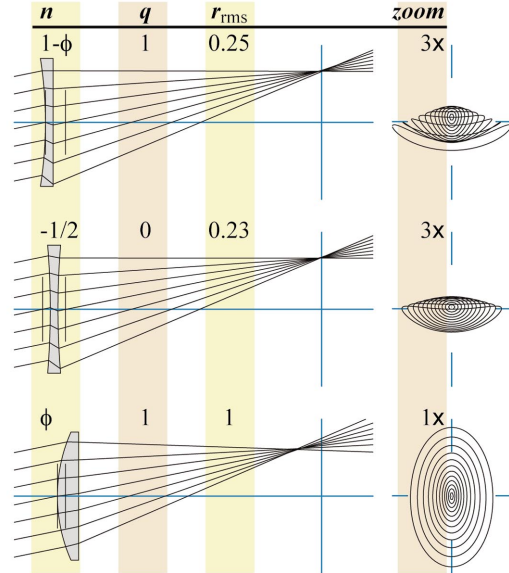 n q r_rms zoom
1-ϕ 1 0.25 3x
-1/2 0 0.23 3x
ϕ 1 1 1x